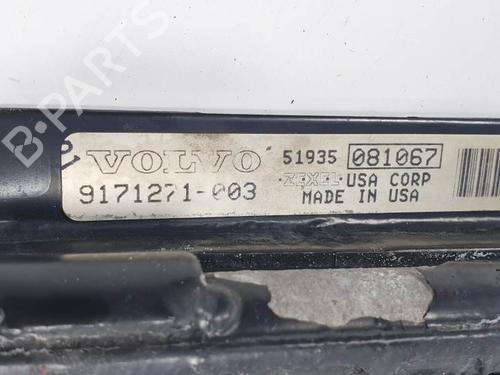 B-PARTS
VOLVO 51935 081067
9171271-003 ZEXEL USA CORP
MADE IN USA